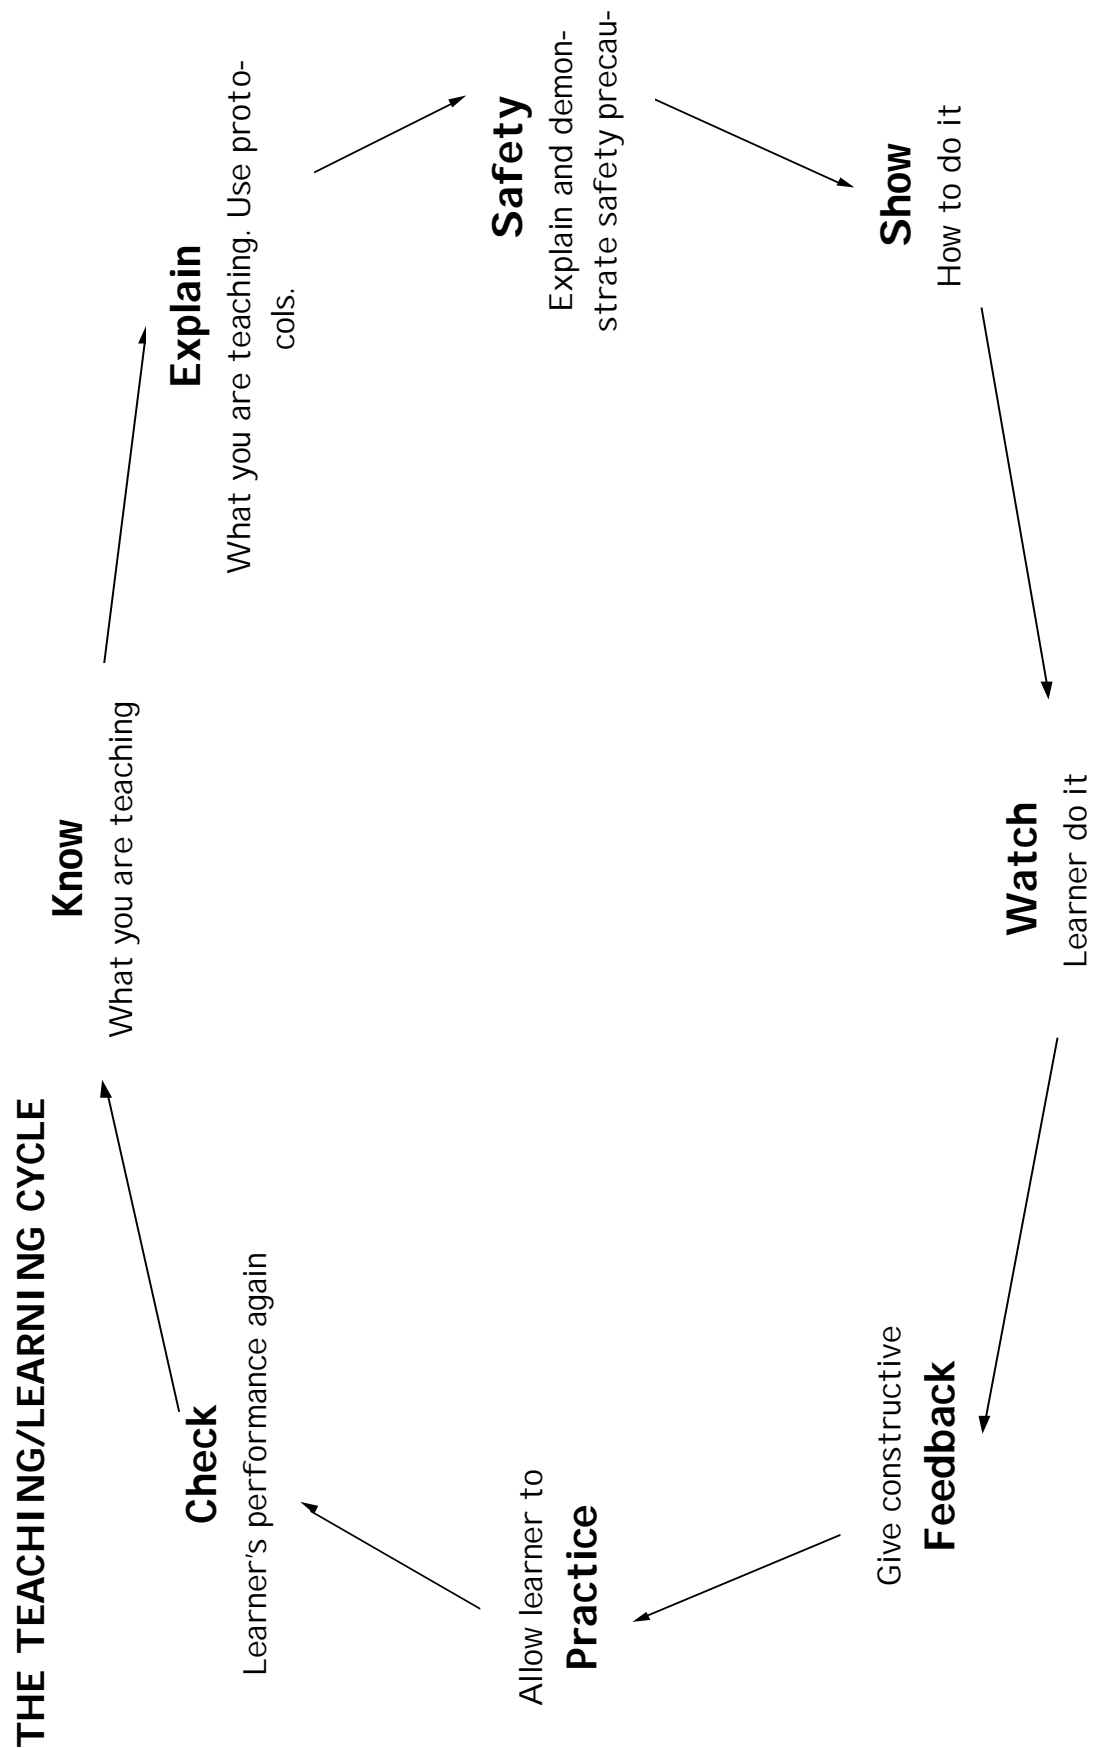 THE TEACHING/LEARNING CYCLE
Know
What you are teaching
Explain
What you are teaching. Use proto-
cols.
Safety
Explain and demon-
strate safety precau-
Show
How to do it
Watch
Learner do it
Give constructive
Feedback
Allow learner to
Practice
Check
Learner's performance again